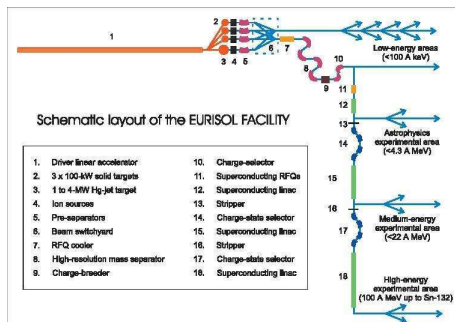 1
2
3
4
5
6
7
8
9
10
Low-energy areas
(<100 A keV)
11
12
13
14
Astrophysics
experimental area
(<4.3 A MeV)
15
16
17
Medium-energy
experimental area
(<22 A MeV)
18
High-energy
experimental area
(100 A MeV up to Sn-132)
Schematic layout of the EURISOL FACILITY
1. Driver linear accelerator
2. 3 x 100-kW solid targets
3. 1 to 4-MW Hg-jet target
4. Ion sources
5. Pre-separators
6. Beam switchyard
7. RFQ cooler
8. High-resolution mass separator
9. Charge-breeder
10. Charge-selector
11. Superconducting RFQs
12. Superconducting linac
13. Stripper
14. Charge-state selector
15. Superconducting linac
16. Stripper
17. Charge-state selector
18. Superconducting linac